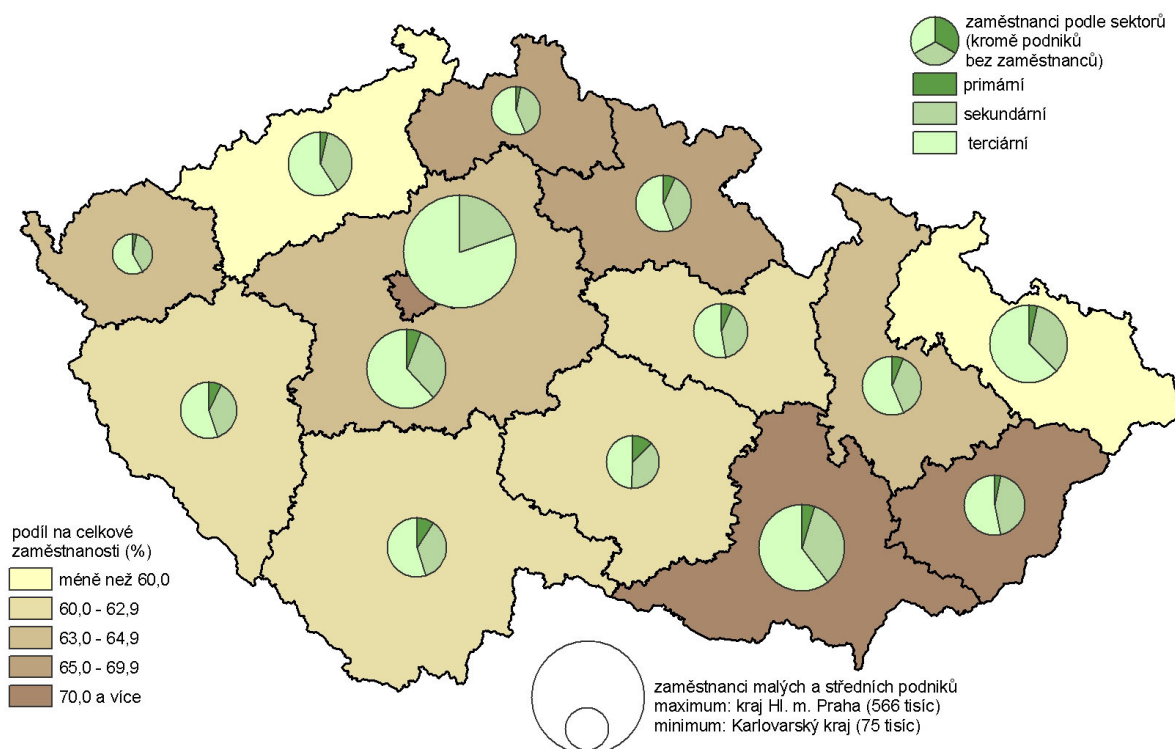 zaměstnanci podle sektorů
(kromě podniků
bez zaměstnanců)
primární
sekundární
terciární
podíl na celkové
zaměstnanosti (%)
méně než 60,0
60,0 - 62,9
63,0 - 64,9
65,0 - 69,9
70,0 a více
zaměstnanci malých a středních podniků
maximum: kraj Hl. m. Praha (566 tisíc)
minimum: Karlovarský kraj (75 tisíc)